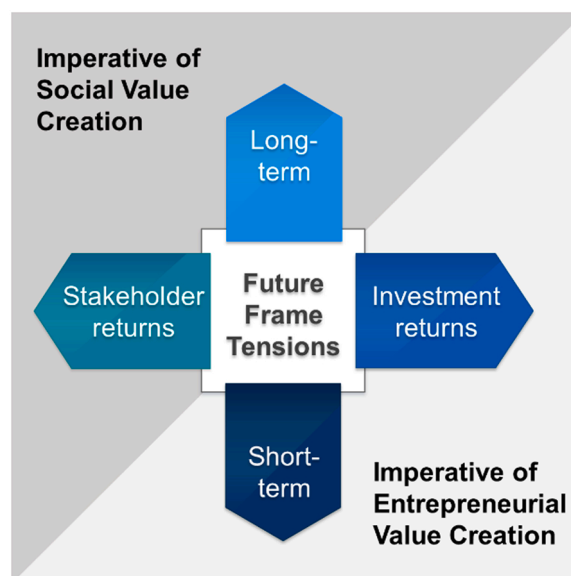 Imperative of
Social Value
Creation
Long-
term
Stakeholder
returns
Future
Frame
Tensions
Investment
returns
Short-
term
Imperative of
Entrepreneurial
Value Creation